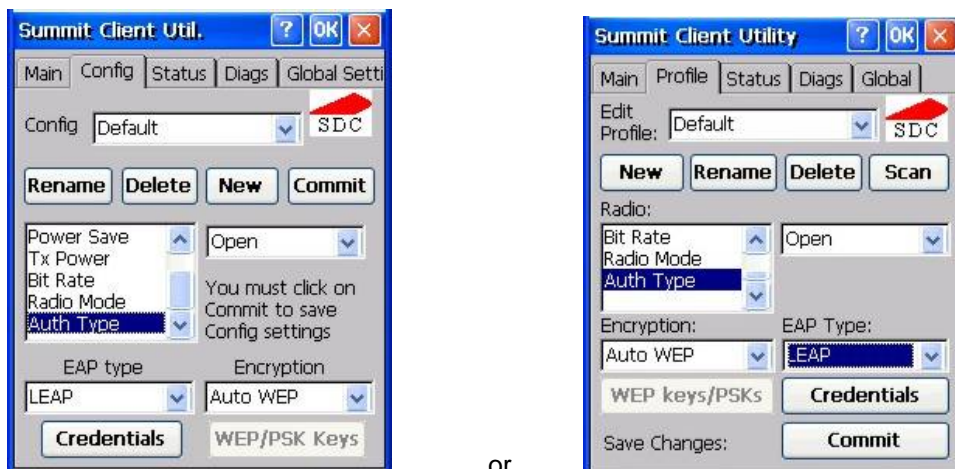 Summit Client Util. ? OK X
Main Config Status Diags Global Setti
Config Default SDC
Rename Delete New Commit
Power Save
Tx Power
Bit Rate
Radio Mode
Auth Type
Open
You must click on
Commit to save
Config settings
EAP type Encryption
LEAP Auto WEP
Credentials WEP/PSK Keys
or
Summit Client Utility ? OK X
Main Profile Status Diags Global
Edit
Profile: Default SDC
New Rename Delete Scan
Radio:
Bit Rate
Radio Mode
Auth Type
Open
Encryption: EAP Type:
Auto WEP LEAP
WEP keys/PSKs Credentials
Save Changes: Commit